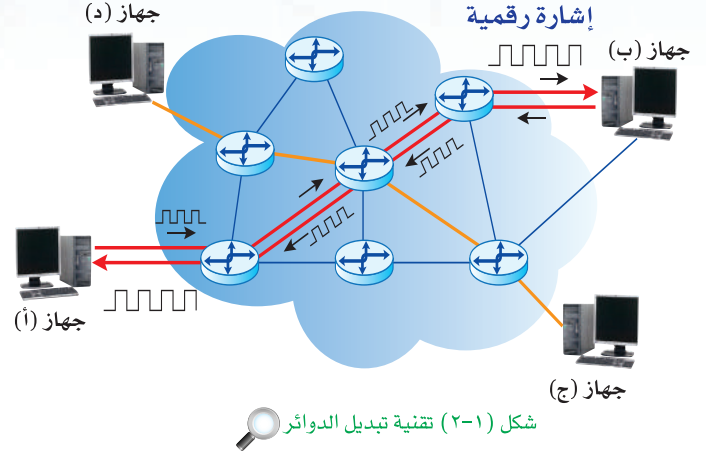 جهاز (د)
إشارة رقمية
جهاز (ب)
جهاز (أ)
جهاز (ج)
شكل (١-٢) تقنية تبديل الدوائر